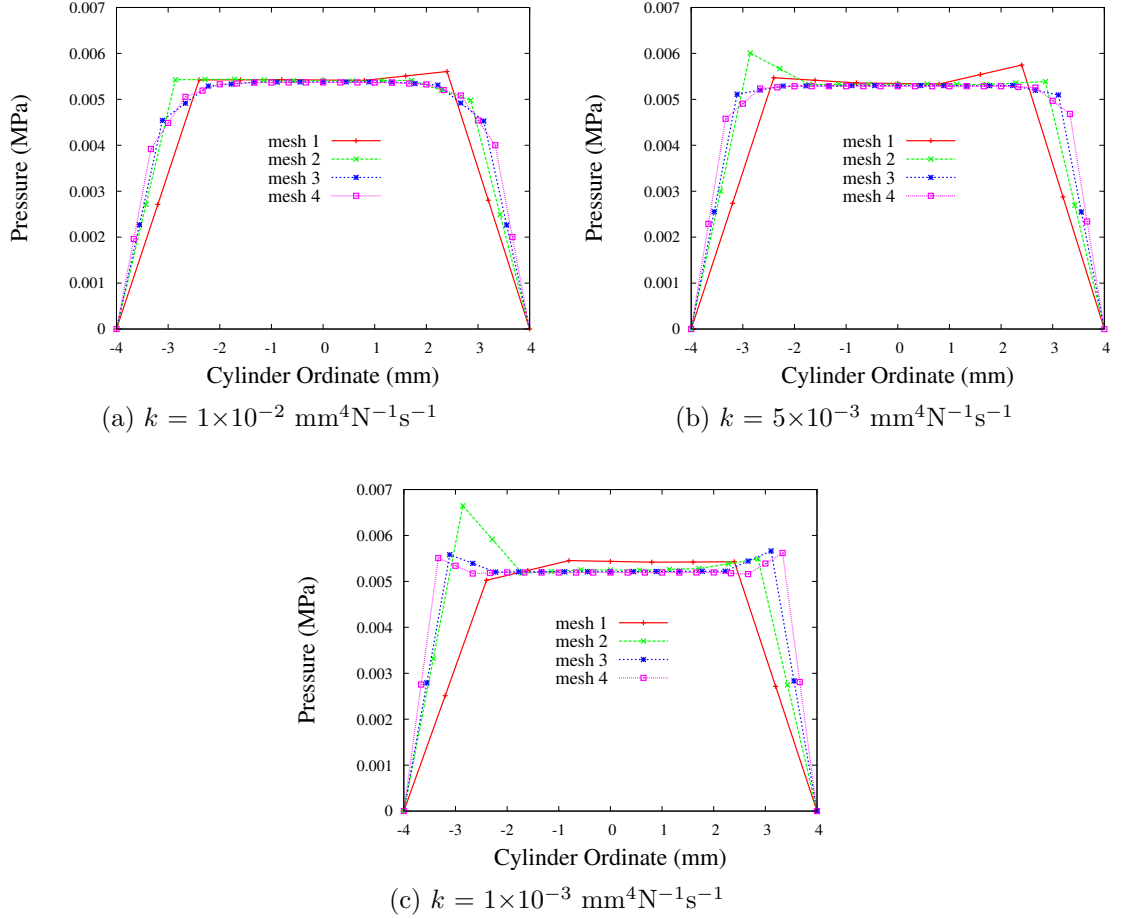 0.007
0.006
0.005
0.004
0.003
0.002
0.001
0
-4 -3 -2 -1 0 1 2 3 4
Pressure (MPa)
Cylinder Ordinate (mm)
mesh 1
mesh 2
mesh 3
mesh 4
(a) k = 1×10⁻² mm⁴N⁻¹s⁻¹
0.007
0.006
0.005
0.004
0.003
0.002
0.001
0
-4 -3 -2 -1 0 1 2 3 4
Pressure (MPa)
Cylinder Ordinate (mm)
mesh 1
mesh 2
mesh 3
mesh 4
(b) k = 5×10⁻³ mm⁴N⁻¹s⁻¹
0.007
0.006
0.005
0.004
0.003
0.002
0.001
0
-4 -3 -2 -1 0 1 2 3 4
Pressure (MPa)
Cylinder Ordinate (mm)
mesh 1
mesh 2
mesh 3
mesh 4
(c) k = 1×10⁻³ mm⁴N⁻¹s⁻¹